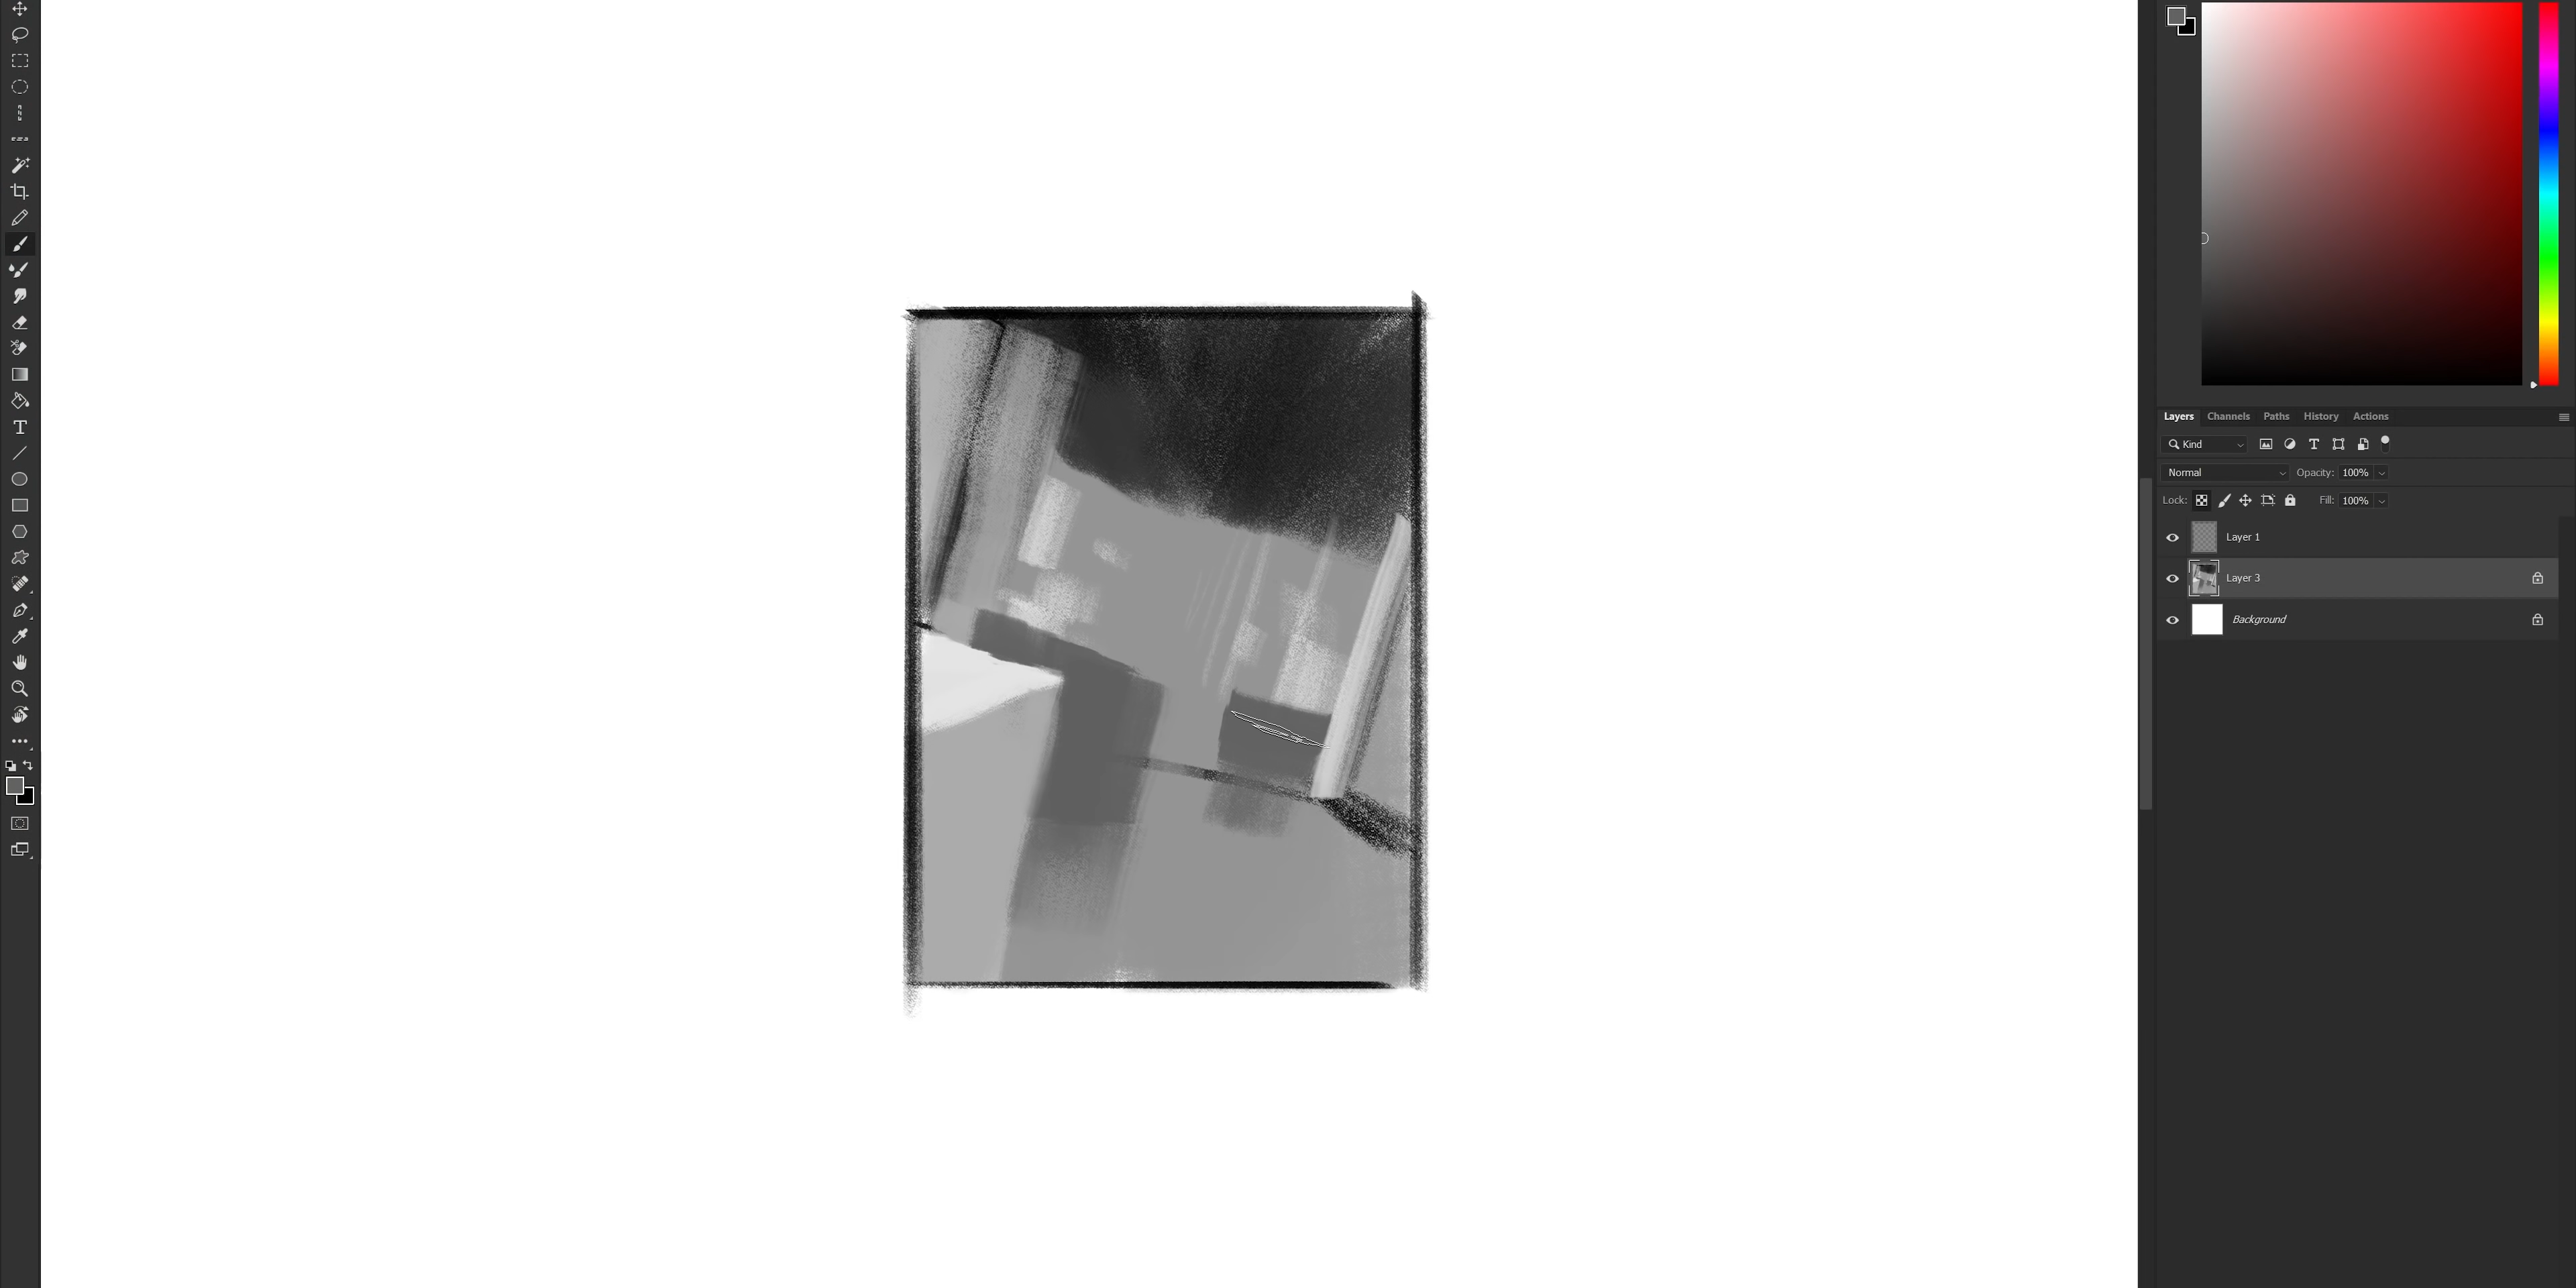 Layers Channels Paths History Actions
Kind
Normal Opacity: 100%
Lock: Fill: 100%
Layer 1
Layer 3
Background